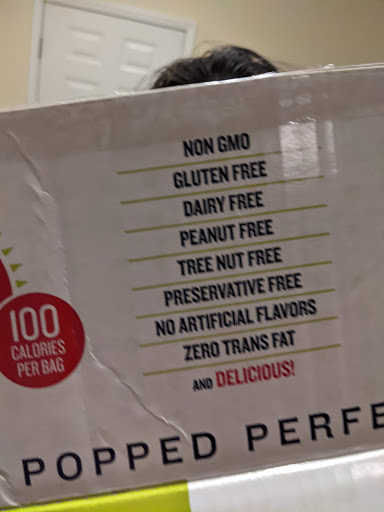 NON GMO
GLUTEN FREE
DAIRY FREE
PEANUT FREE
TREE NUT FREE
PRESERVATIVE FREE
NO ARTIFICIAL FLAVORS
ZERO TRANS FAT
AND DELICIOUS!
100
CALORIES
PER BAG
POPPED PERFE